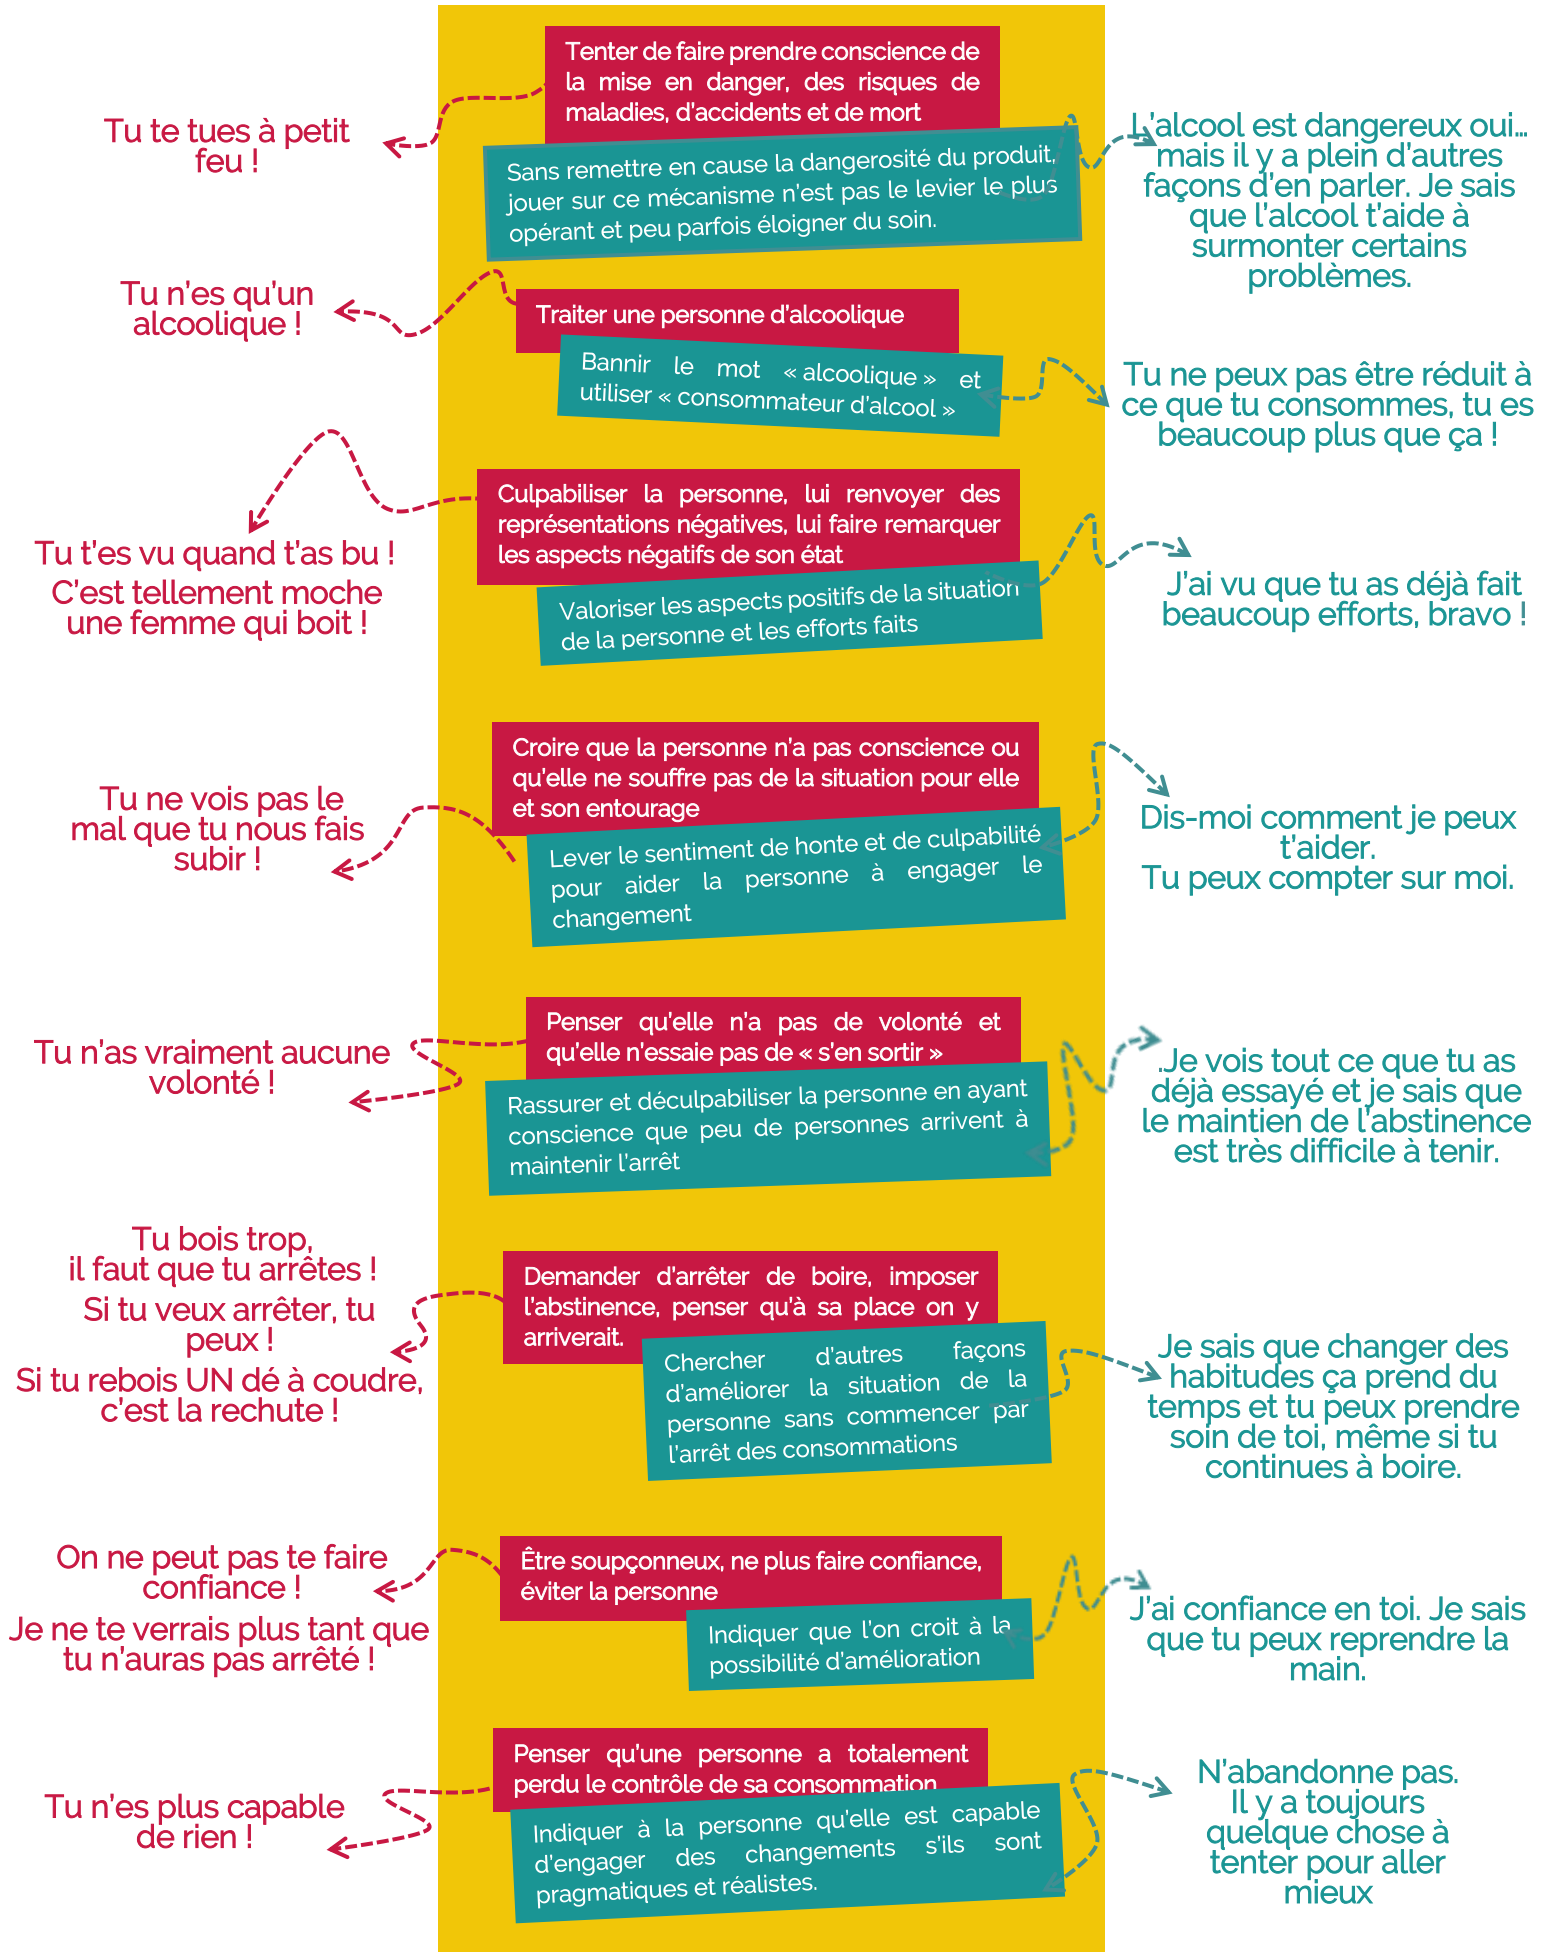 Tenter de faire prendre conscience de
la mise en danger, des risques de
maladies, d'accidents et de mort
Tu te tues à petit
feu !
Sans remettre en cause la dangerosité du produit,
jouer sur ce mécanisme n'est pas le levier le plus
opérant et peu parfois éloigner du soin.
L'alcool est dangereux oui...
mais il y a plein d'autres
façons d'en parler. Je sais
que l'alcool t'aide à
surmonter certains
problèmes.
Tu n'es qu'un
alcoolique !
Traiter une personne d'alcoolique
Bannir le mot « alcoolique » et
utiliser « consommateur d'alcool »
Tu ne peux pas être réduit à
ce que tu consommes, tu es
beaucoup plus que ça !
Culpabiliser la personne, lui renvoyer des
représentations négatives, lui faire remarquer
les aspects négatifs de son état
Tu t'es vu quand t'as bu !
C'est tellement moche
une femme qui boit !
Valoriser les aspects positifs de la situation
de la personne et les efforts faits
J'ai vu que tu as déjà fait
beaucoup efforts, bravo !
Croire que la personne n'a pas conscience ou
qu'elle ne souffre pas de la situation pour elle
et son entourage
Tu ne vois pas le
mal que tu nous fais
subir !
Lever le sentiment de honte et de culpabilité
pour aider la personne à engager le
changement
Dis-moi comment je peux
t'aider.
Tu peux compter sur moi.
Penser qu'elle n'a pas de volonté et
qu'elle n'essaie pas de « s'en sortir »
Tu n'as vraiment aucune
volonté !
Rassurer et déculpabiliser la personne en ayant
conscience que peu de personnes arrivent à
maintenir l'arrêt
.Je vois tout ce que tu as
déjà essayé et je sais que
le maintien de l'abstinence
est très difficile à tenir.
Tu bois trop,
il faut que tu arrêtes !
Si tu veux arrêter, tu
peux !
Si tu rebois UN dé à coudre,
c'est la rechute !
Demander d'arrêter de boire, imposer
l'abstinence, penser qu'à sa place on y
arriverait.
Chercher d'autres façons
d'améliorer la situation de la
personne sans commencer par
l'arrêt des consommations
Je sais que changer des
habitudes ça prend du
temps et tu peux prendre
soin de toi, même si tu
continues à boire.
On ne peut pas te faire
confiance !
Je ne te verrais plus tant que
tu n'auras pas arrêté !
Être soupçonneux, ne plus faire confiance,
éviter la personne
Indiquer que l'on croit à la
possibilité d'amélioration
J'ai confiance en toi. Je sais
que tu peux reprendre la
main.
Penser qu'une personne a totalement
perdu le contrôle de sa consommation
Tu n'es plus capable
de rien !
Indiquer à la personne qu'elle est capable
d'engager des changements s'ils sont
pragmatiques et réalistes.
N'abandonne pas.
Il y a toujours
quelque chose à
tenter pour aller
mieux